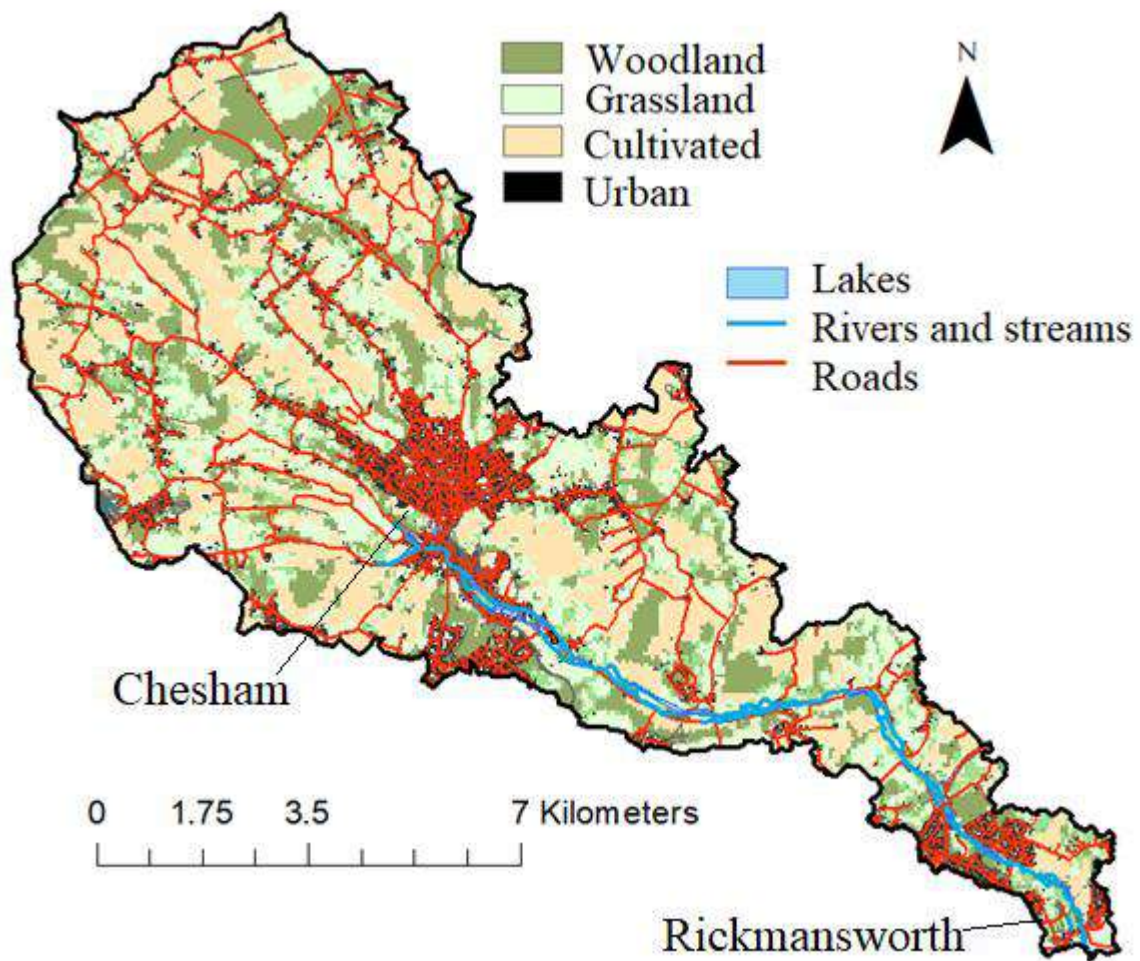 Woodland
Grassland
Cultivated
Urban
N
Lakes
Rivers and streams
Roads
Chesham
0 1.75 3.5 7 Kilometers
Rickmansworth